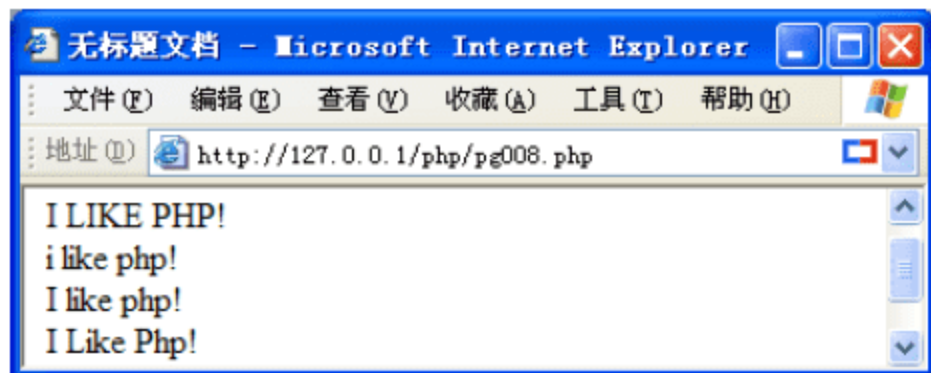 无标题文档 - Microsoft Internet Explorer
文件(F) 编辑(E) 查看(V) 收藏(A) 工具(T) 帮助(H)
地址(D) http://127.0.0.1/php/pg008.php
I LIKE PHP!
i like php!
I like php!
I Like Php!